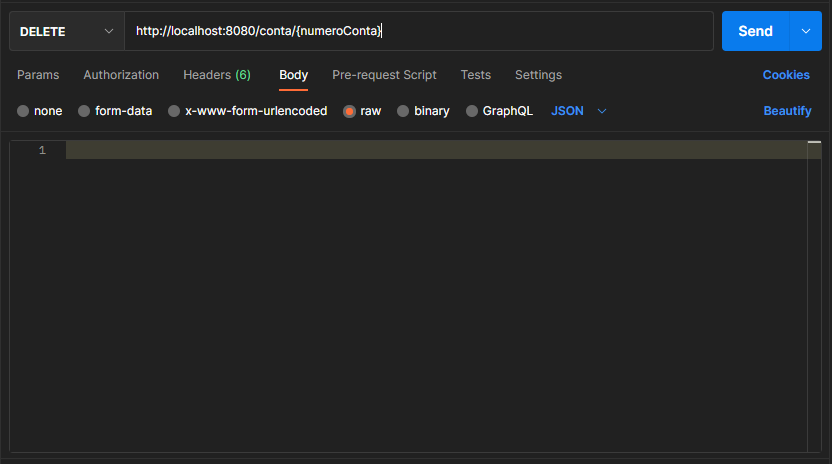 DELETE http://localhost:8080/conta/{numeroConta} Send
Params Authorization Headers (6) Body Pre-request Script Tests Settings Cookies
none form-data x-www-form-urlencoded raw binary GraphQL JSON Beautify
1